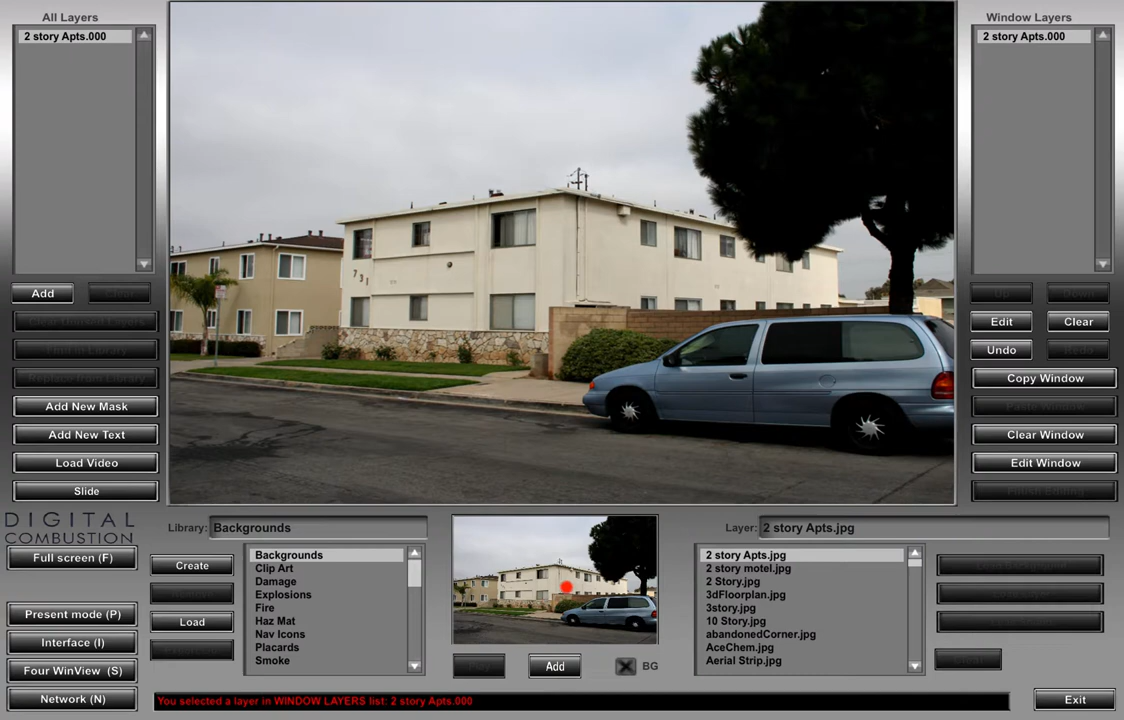 All Layers
2 story Apts.000
Add
Add New Mask
Add New Text
Load Video
Slide
DIGITAL
COMBUSTION
Full screen (F)
Present mode (P)
Interface (I)
Four WinView (S)
Network (N)
731
Window Layers
2 story Apts.000
Edit
Clear
Undo
Copy Window
Clear Window
Edit Window
Library:
Backgrounds
Create
Load
Backgrounds
Clip Art
Damage
Explosions
Fire
Haz Mat
Nav Icons
Placards
Smoke
Add
BG
Layer:
2 story Apts.jpg
2 story Apts.jpg
2 story motel.jpg
2 Story.jpg
3dFloorplan.jpg
3story.jpg
10 Story.jpg
abandonedCorner.jpg
AceChem.jpg
Aerial Strip.jpg
You selected a layer in WINDOW LAYERS list: 2 story Apts.000
Exit